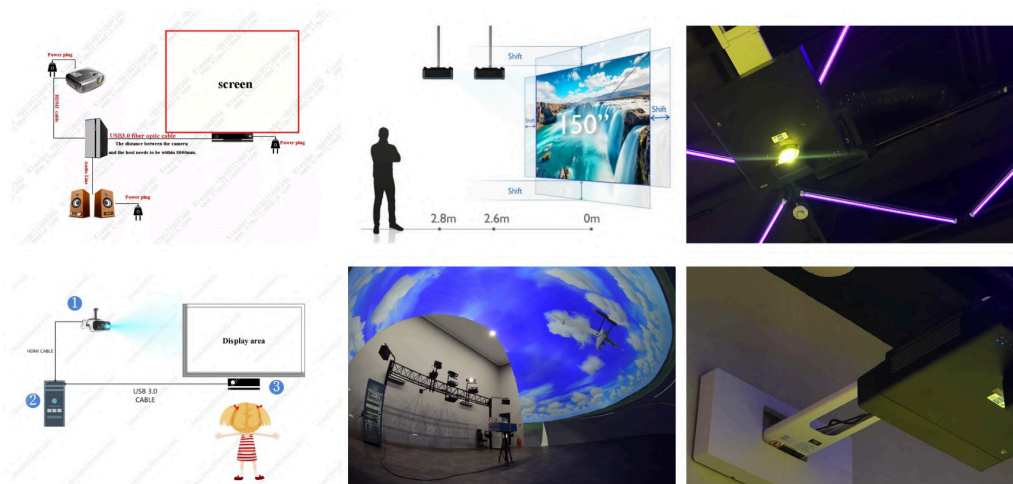 Power plug
HDMI cable
screen
USB3.0 fiber optic cable
The distance between the camera
and the host needs to be within 8000mm.
Power plug
Audio Line
Power plug
Shift
150”
Shift
Shift
Shift
2.8m
2.6m
0m
1
HDMI CABLE
Display area
2
USB 3.0
CABLE
3